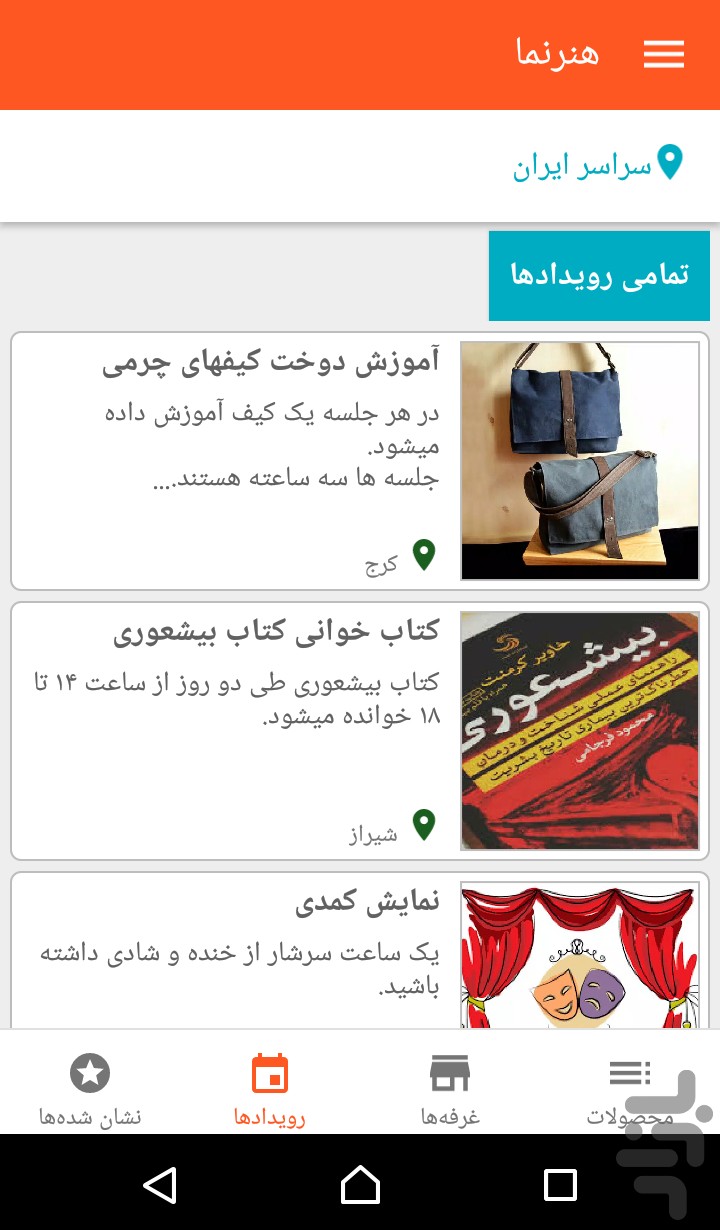 هنرنما
سراسر ایران
تمامی رویدادها
آموزش دوخت کیفهای چرمی
در هر جلسه یک کیف آموزش داده
میشود.
جلسه ها سه ساعته هستند....
کرج
کتاب خوانی کتاب بیشعوری
کتاب بیشعوری طی دو روز از ساعت ۱۴ تا
۱۸ خوانده میشود.
شیراز
خاویر کرمنت
بیشعوری
راهنمای عملی شناخت و درمان
خطرناک‌ترین بیماری تاریخ بشریت
محمود فرجامی
نمایش کمدی
یک ساعت سرشار از خنده و شادی داشته
باشید.
محصولات
غرفه‌ها
رویدادها
نشان شده‌ها